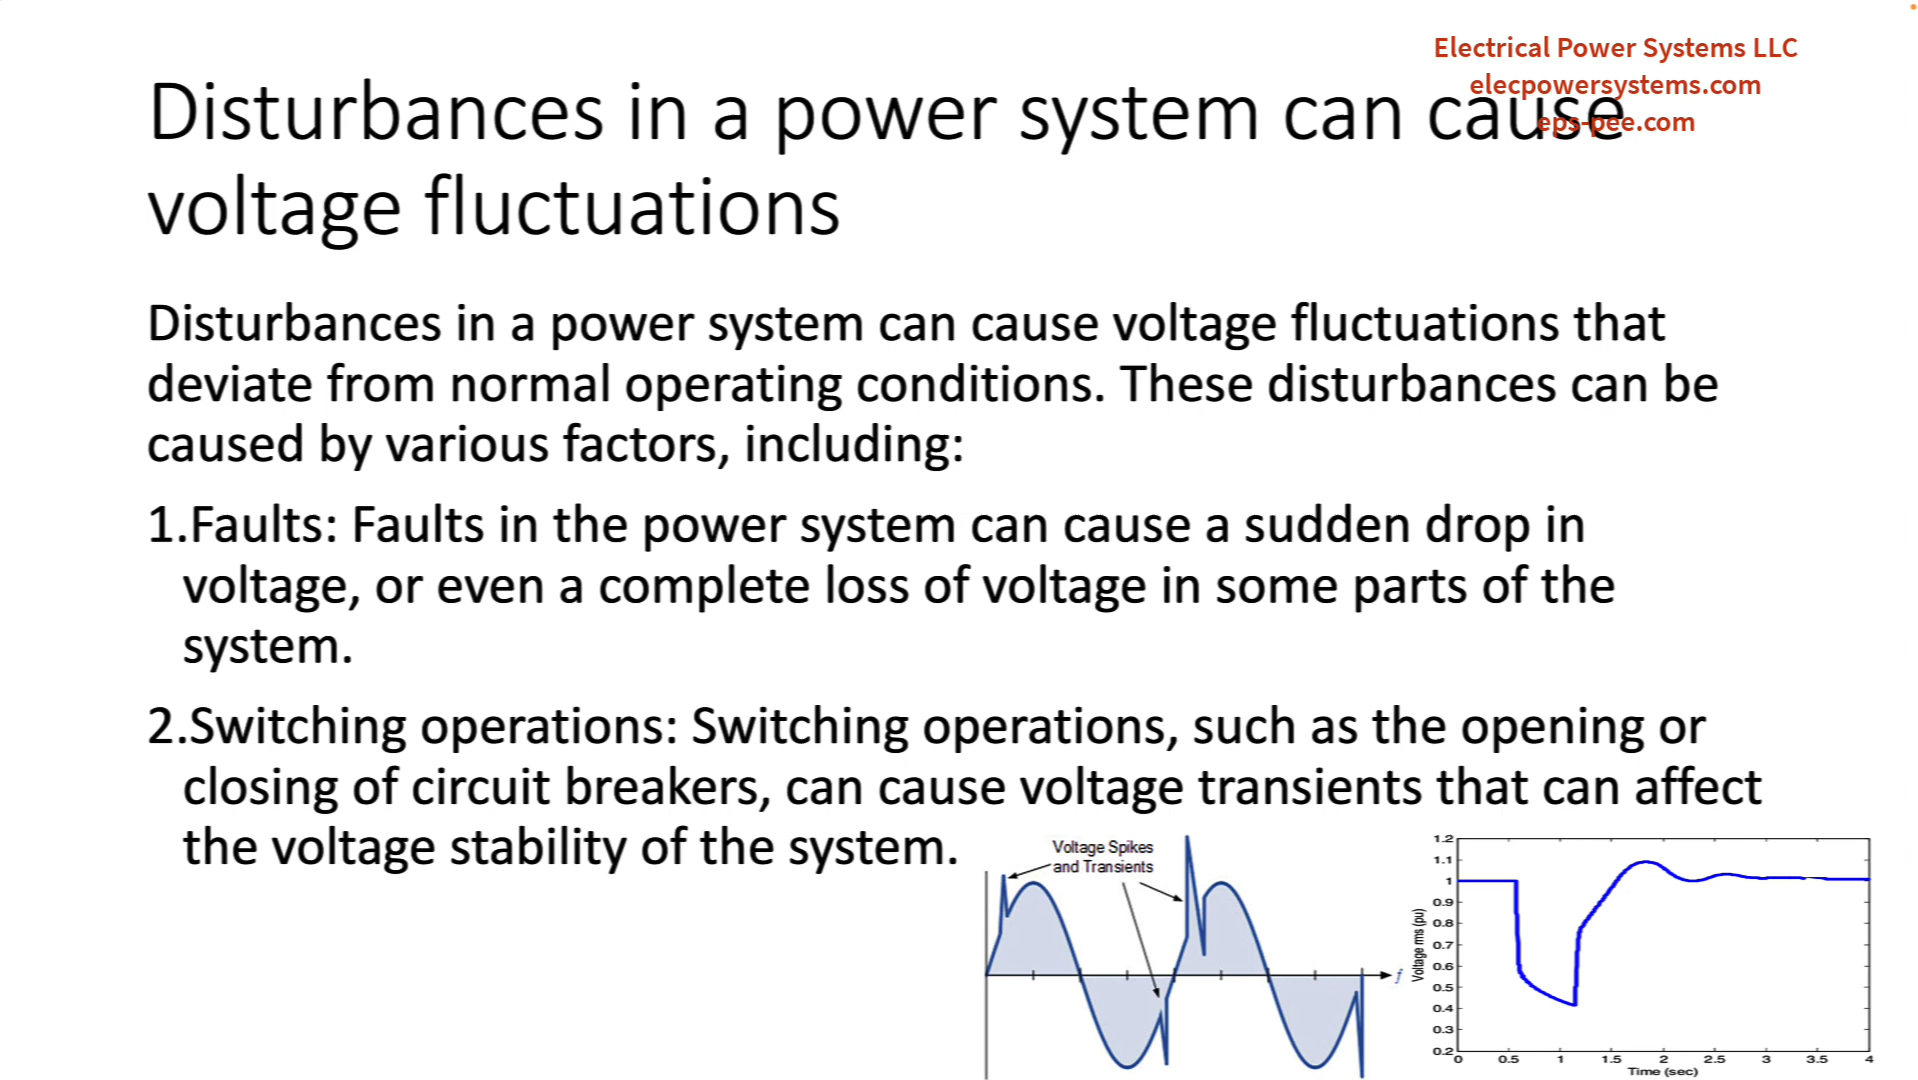 Electrical Power Systems LLC
elecpowersystems.com
eps-pee.com
Disturbances in a power system can cause
voltage fluctuations
Disturbances in a power system can cause voltage fluctuations that
deviate from normal operating conditions. These disturbances can be
caused by various factors, including:
1.Faults: Faults in the power system can cause a sudden drop in
voltage, or even a complete loss of voltage in some parts of the
system.
2.Switching operations: Switching operations, such as the opening or
closing of circuit breakers, can cause voltage transients that can affect
the voltage stability of the system.
Voltage Spikes
and Transients
f
Voltage rms (pu)
1.2
1.1
1
0.9
0.8
0.7
0.6
0.5
0.4
0.3
0.2
0 0.5 1 1.5 2 2.5 3 3.5 4
Time (sec)